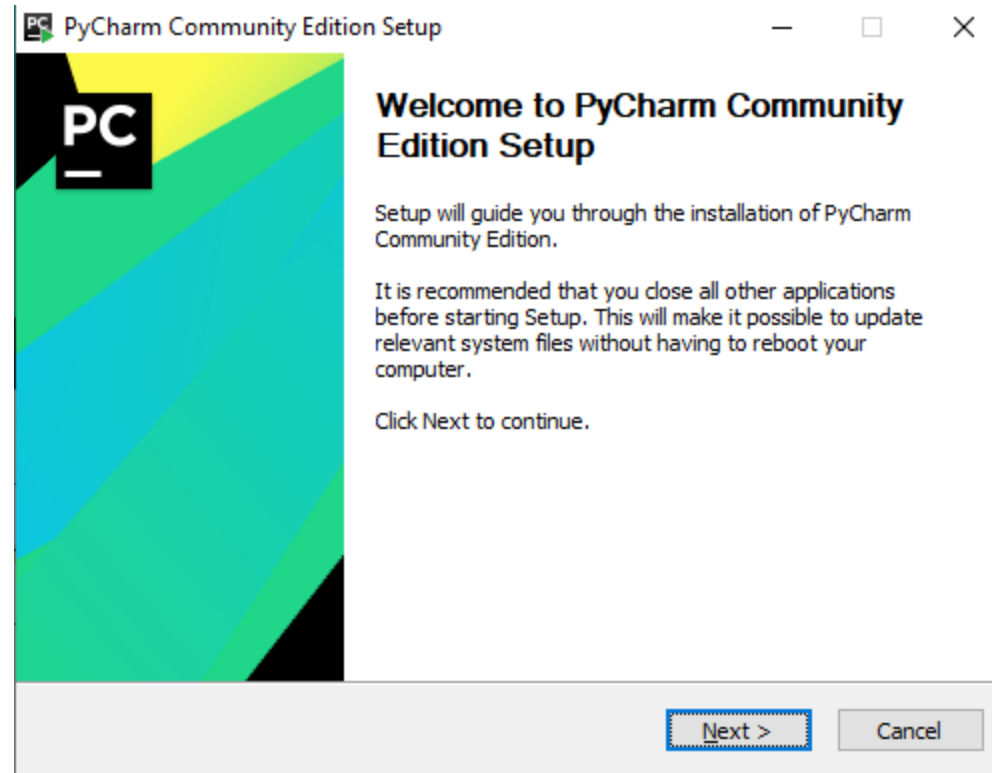 PyCharm Community Edition Setup
PC
Welcome to PyCharm Community
Edition Setup
Setup will guide you through the installation of PyCharm
Community Edition.
It is recommended that you close all other applications
before starting Setup. This will make it possible to update
relevant system files without having to reboot your
computer.
Click Next to continue.
Next >
Cancel